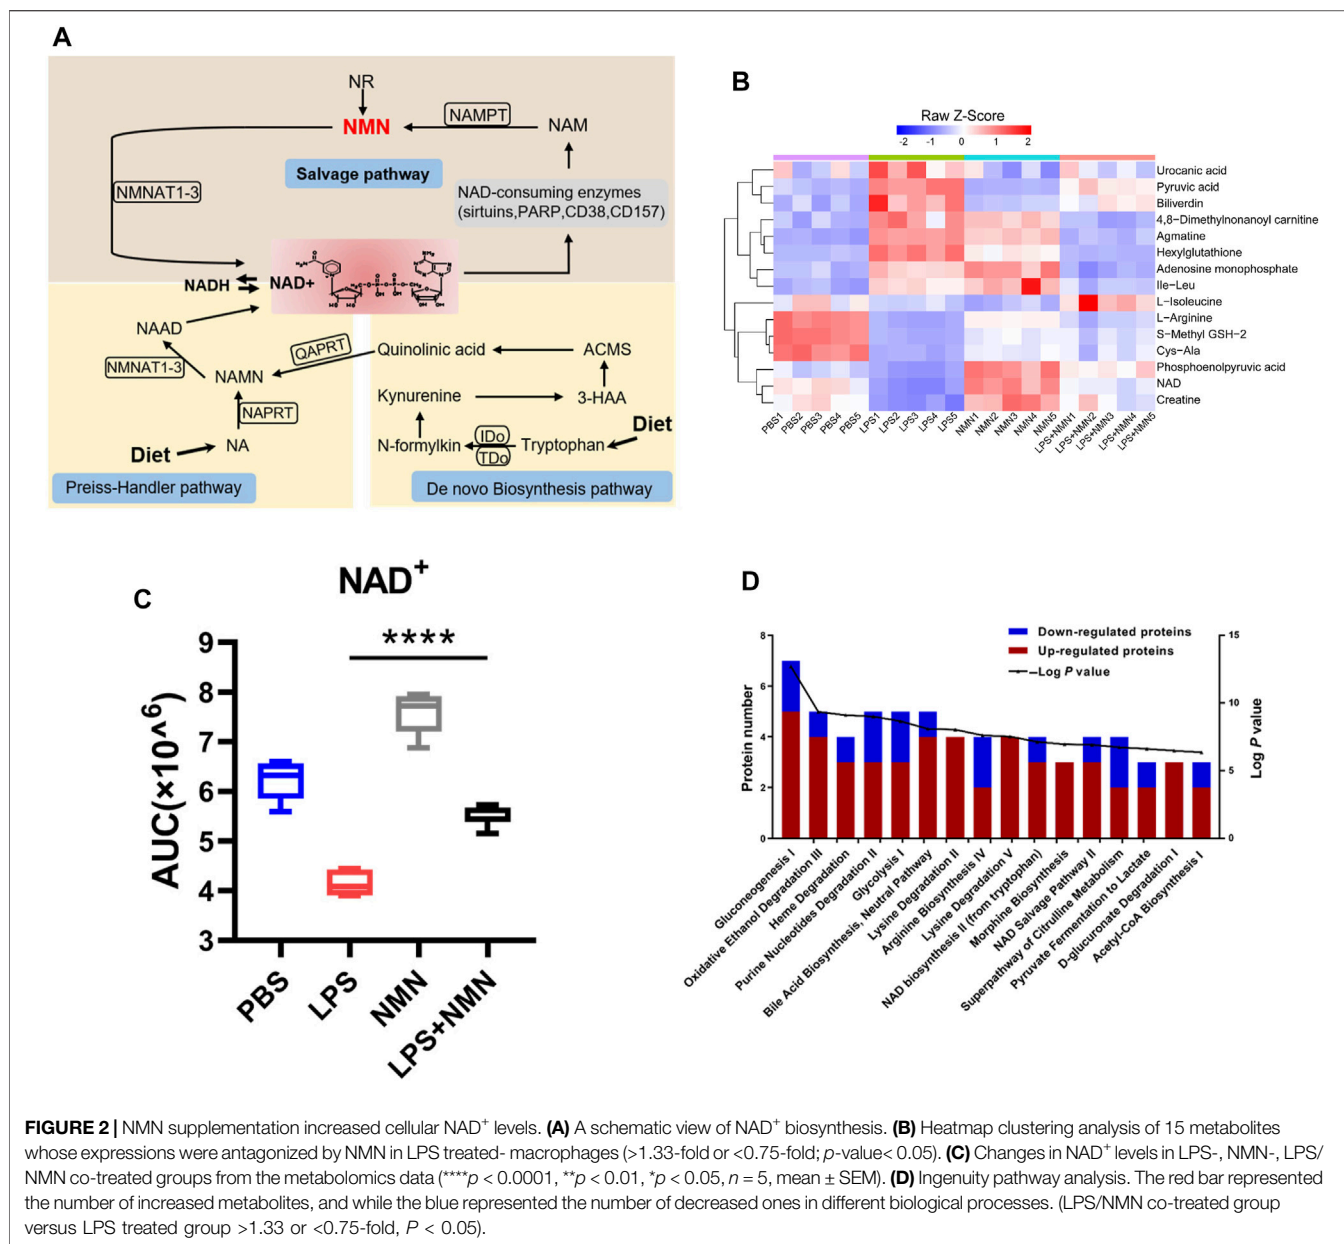 A
NR
NMN
NAMPT
NAM
Salvage pathway
NMNAT1-3
NAD-consuming enzymes
(sirtuins,PARP,CD38,CD157)
NADH
NAD+
NAAD
NMNAT1-3
NAMN
QAPRT
Quinolinic acid
ACMS
NAPRT
Kynurenine
3-HAA
Diet
NA
N-formylkin
IDo
TDo
Tryptophan
Diet
Preiss-Handler pathway
De novo Biosynthesis pathway
B
Raw Z-Score
-2 -1 0 1 2
Urocanic acid
Pyruvic acid
Biliverdin
4,8-Dimethylnonanoyl carnitine
Agmatine
Hexylglutathione
Adenosine monophosphate
Ile-Leu
L-Isoleucine
L-Arginine
S-Methyl GSH-2
Cys-Ala
Phosphoenolpyruvic acid
NAD
Creatine
PBS1 PBS2 PBS3 PBS4 PBS5 LPS1 LPS2 LPS3 LPS4 LPS5 NMN1 NMN2 NMN3 NMN4 NMN5 LPS+NMN1 LPS+NMN2 LPS+NMN3 LPS+NMN4 LPS+NMN5
C
NAD+
****
AUC(×10^6)
9
8
7
6
5
4
3
PBS
LPS
NMN
LPS+NMN
D
Down-regulated proteins
Up-regulated proteins
–Log P value
Protein number
8
6
4
2
0
Log P value
15
10
5
0
Gluconeogenesis I
Oxidative Ethanol Degradation III
Heme Degradation
Purine Nucleotides Degradation II
Glycolysis I
Bile Acid Biosynthesis, Neutral Pathway
Lysine Degradation II
Arginine Biosynthesis IV
Lysine Degradation V
NAD biosynthesis II (from tryptophan)
Morphine Biosynthesis
NAD Salvage Pathway II
Superpathway of Citrulline Metabolism
Pyruvate Fermentation to Lactate
D-glucuronate Degradation I
Acetyl-CoA Biosynthesis I
FIGURE 2 | NMN supplementation increased cellular NAD+ levels. (A) A schematic view of NAD+ biosynthesis. (B) Heatmap clustering analysis of 15 metabolites
whose expressions were antagonized by NMN in LPS treated- macrophages (>1.33-fold or <0.75-fold; p-value< 0.05). (C) Changes in NAD+ levels in LPS-, NMN-, LPS/
NMN co-treated groups from the metabolomics data (****p < 0.0001, **p < 0.01, *p < 0.05, n = 5, mean ± SEM). (D) Ingenuity pathway analysis. The red bar represented
the number of increased metabolites, and while the blue represented the number of decreased ones in different biological processes. (LPS/NMN co-treated group
versus LPS treated group >1.33 or <0.75-fold, P < 0.05).